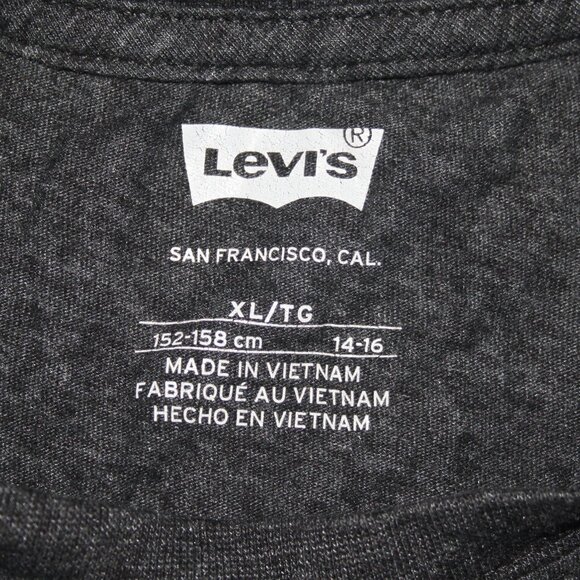 Levi's ®
SAN FRANCISCO, CAL.
XL/TG
152-158 cm 14-16
MADE IN VIETNAM
FABRIQUÉ AU VIETNAM
HECHO EN VIETNAM